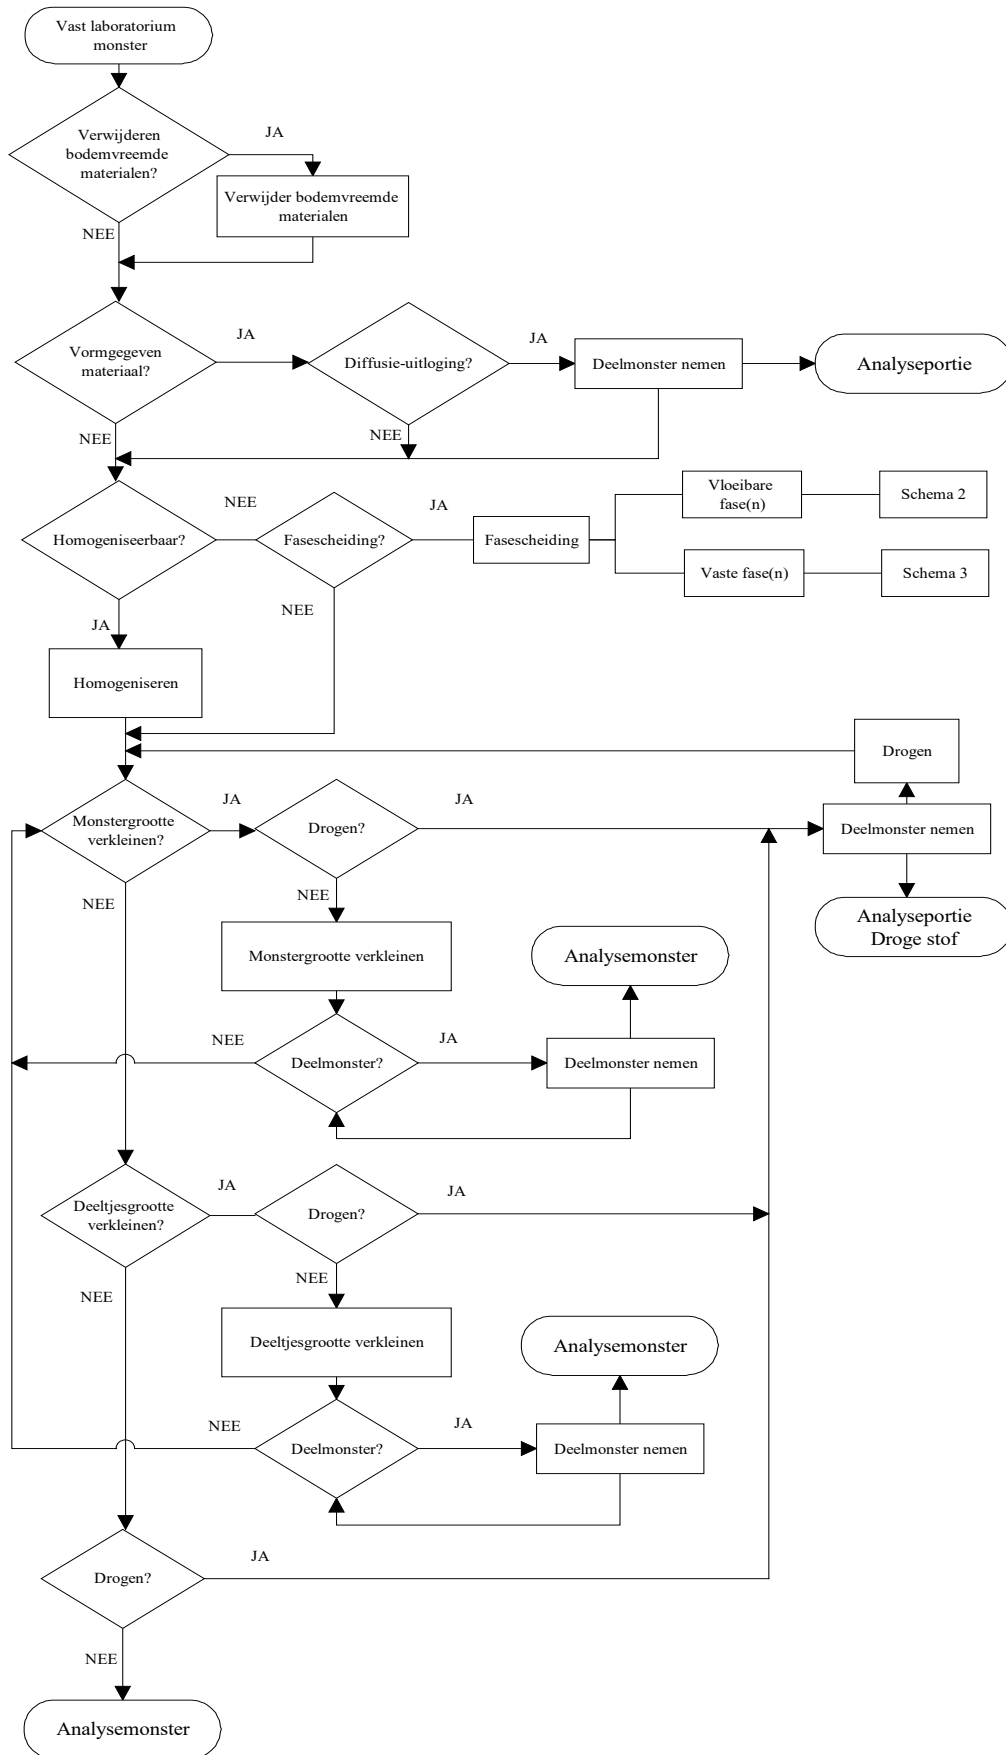 Vast laboratorium
monster
Verwijderen
bodemvreemde
materialen?
JA
Verwijder bodemvreemde
materialen
NEE
Vormgegeven
materiaal?
JA
Diffusie-uitloging?
JA
Deelmonster nemen
Analyseportie
NEE
NEE
Homogeniseerbaar?
NEE
Fasescheiding?
JA
Fasescheiding
Vloeibare
fase(n)
Schema 2
Vaste fase(n)
Schema 3
NEE
JA
Homogeniseren
Drogen
Monstergrootte
verkleinen?
JA
Drogen?
JA
Deelmonster nemen
NEE
NEE
Analyseportie
Droge stof
Monstergrootte verkleinen
Analysemonster
NEE
Deelmonster?
JA
Deelmonster nemen
Deeltjesgrootte
verkleinen?
JA
Drogen?
JA
NEE
NEE
Deeltjesgrootte verkleinen
Analysemonster
NEE
Deelmonster?
JA
Deelmonster nemen
Drogen?
JA
NEE
Analysemonster